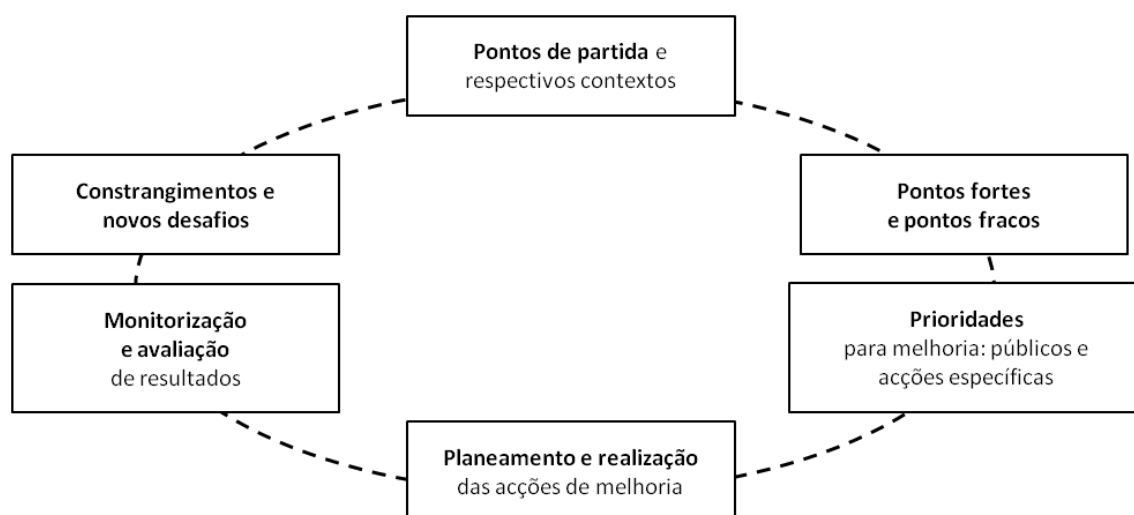 Pontos de partida e
respectivos contextos
Pontos fortes
e pontos fracos
Prioridades
para melhoria: públicos e
acções específicas
Planeamento e realização
das acções de melhoria
Monitorização
e avaliação
de resultados
Constrangimentos e
novos desafios